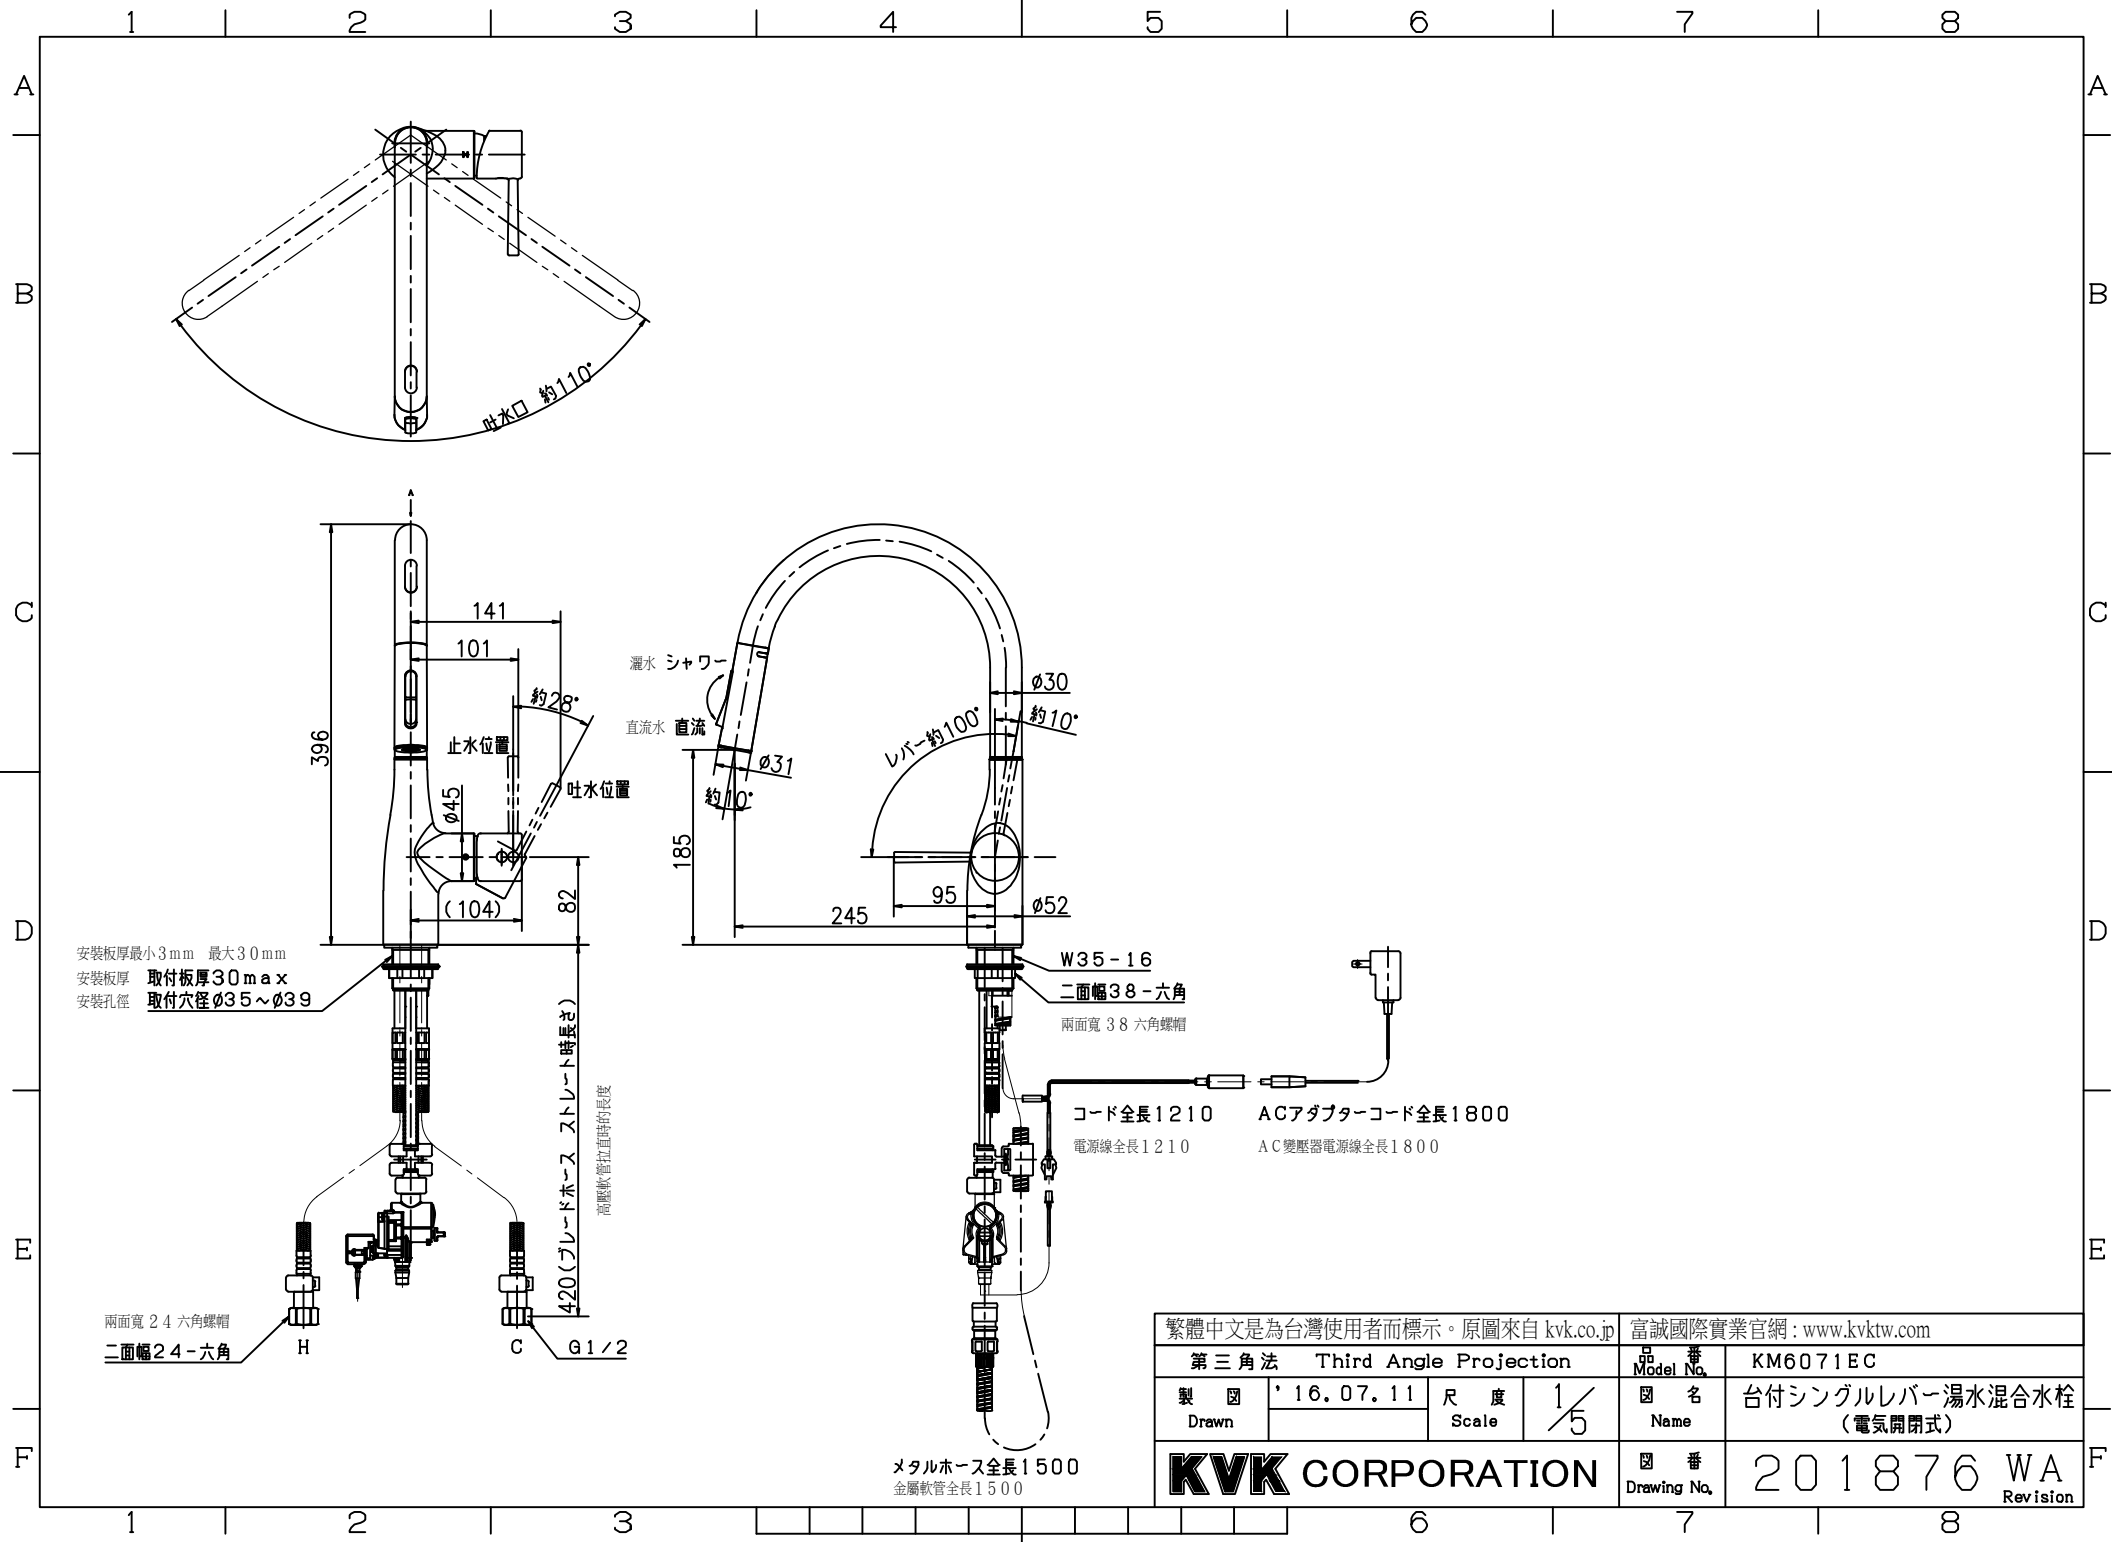 1 2 3 4 5 6 7 8
A A
B B
C C
D D
E E
F F
吐水口 約110°
A
396
141
101
約28°
止水位置
吐水位置
ø45
(104)
82
安裝板厚最小3mm 最大30mm
安裝板厚 取付板厚30max
安裝孔徑 取付穴径ø35~ø39
420(ブレードホース ストレート時長さ)
高壓軟管拉直時的長度
兩面寬 24 六角螺帽
二面幅24-六角
H
C
G1/2
灑水 シャワー
直流水 直流
ø31
約10°
185
245
95
レバー約100°
ø30
約10°
ø52
W35-16
二面幅38-六角
兩面寬 38 六角螺帽
コード全長1210
電源線全長1210
ACアダプターコード全長1800
AC變壓器電源線全長1800
メタルホース全長1500
金屬軟管全長1500
繁體中文是為台灣使用者而標示。原圖來自 kvk.co.jp
富誠國際實業官網 : www.kvktw.com
第三角法 Third Angle Projection
品番
Model No.
KM6071EC
製図
Drawn
'16.07.11
尺度
Scale
1/5
図名
Name
台付シングルレバー湯水混合水栓
(電気開閉式)
KVK CORPORATION
図番
Drawing No.
201876 WA
Revision
1 2 3 6 7 8